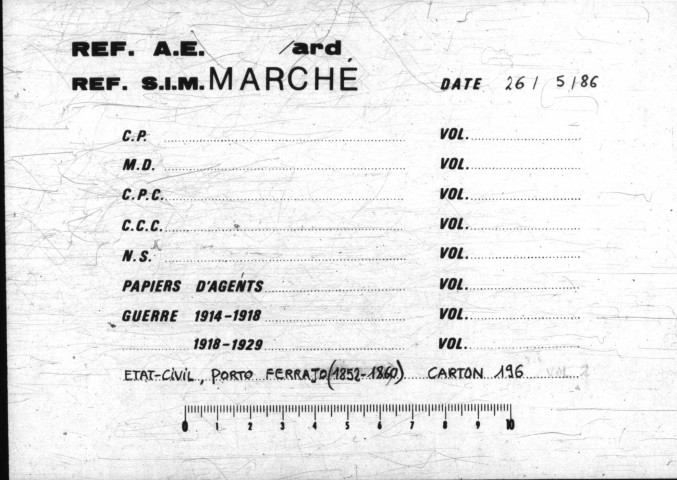 REF. A.E. /ard
REF. S.I.M. MARCHÉ DATE 26/5/86
C.P. VOL.
M.D. VOL.
C.P.C. VOL.
C.C.C. VOL.
N.S. VOL.
PAPIERS D'AGENTS VOL.
GUERRE 1914-1918 VOL.
1918-1929 VOL.
ETAT-CIVIL, PORTO FERRAJO (1852-1860) CARTON 196
0 1 2 3 4 5 6 7 8 9 10